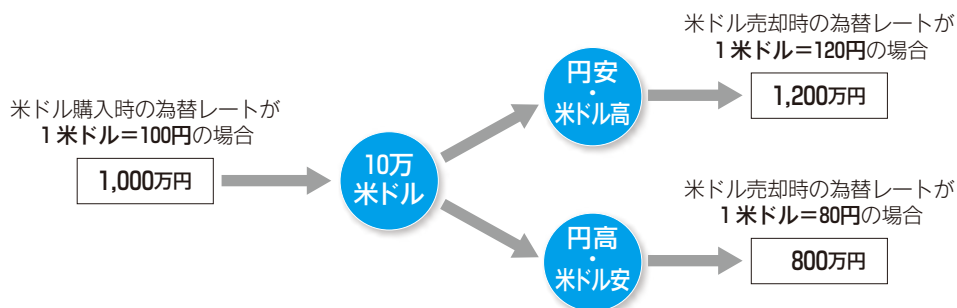 米ドル購入時の為替レートが
1米ドル＝100円の場合
1,000万円
10万
米ドル
円安
・
米ドル高
米ドル売却時の為替レートが
1米ドル＝120円の場合
1,200万円
円高
・
米ドル安
米ドル売却時の為替レートが
1米ドル＝80円の場合
800万円